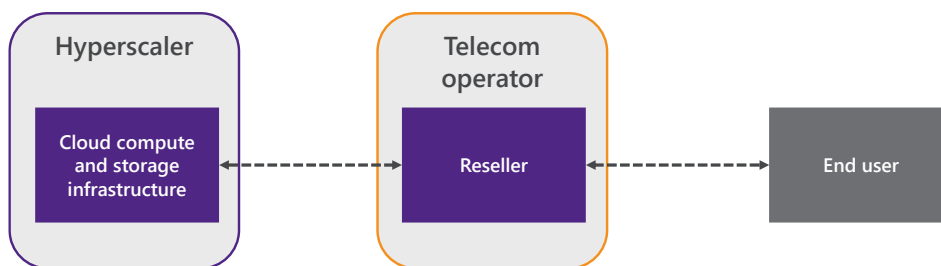 Hyperscaler
Telecom
operator
Cloud compute
and storage
infrastructure
Reseller
End user